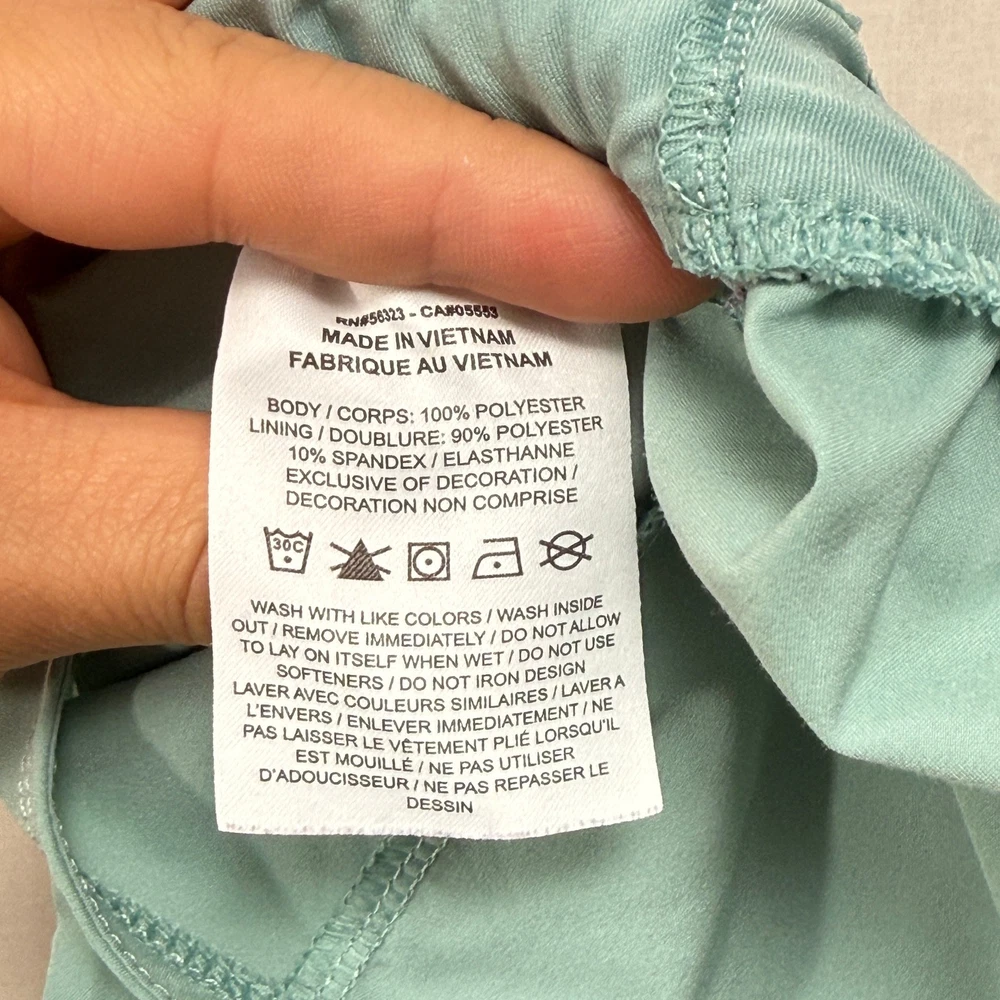 RN#56323 - CA#05553
MADE IN VIETNAM
FABRIQUE AU VIETNAM
BODY / CORPS: 100% POLYESTER
LINING / DOUBLURE: 90% POLYESTER
10% SPANDEX / ELASTHANNE
EXCLUSIVE OF DECORATION /
DECORATION NON COMPRISE
30C
WASH WITH LIKE COLORS / WASH INSIDE
OUT / REMOVE IMMEDIATELY / DO NOT ALLOW
TO LAY ON ITSELF WHEN WET / DO NOT USE
SOFTENERS / DO NOT IRON DESIGN
LAVER AVEC COULEURS SIMILAIRES / LAVER A
L'ENVERS / ENLEVER IMMEDIATEMENT / NE
PAS LAISSER LE VÊTEMENT PLIÉ LORSQU'IL
EST MOUILLÉ / NE PAS UTILISER
D'ADOUCISSEUR / NE PAS REPASSER LE
DESSIN